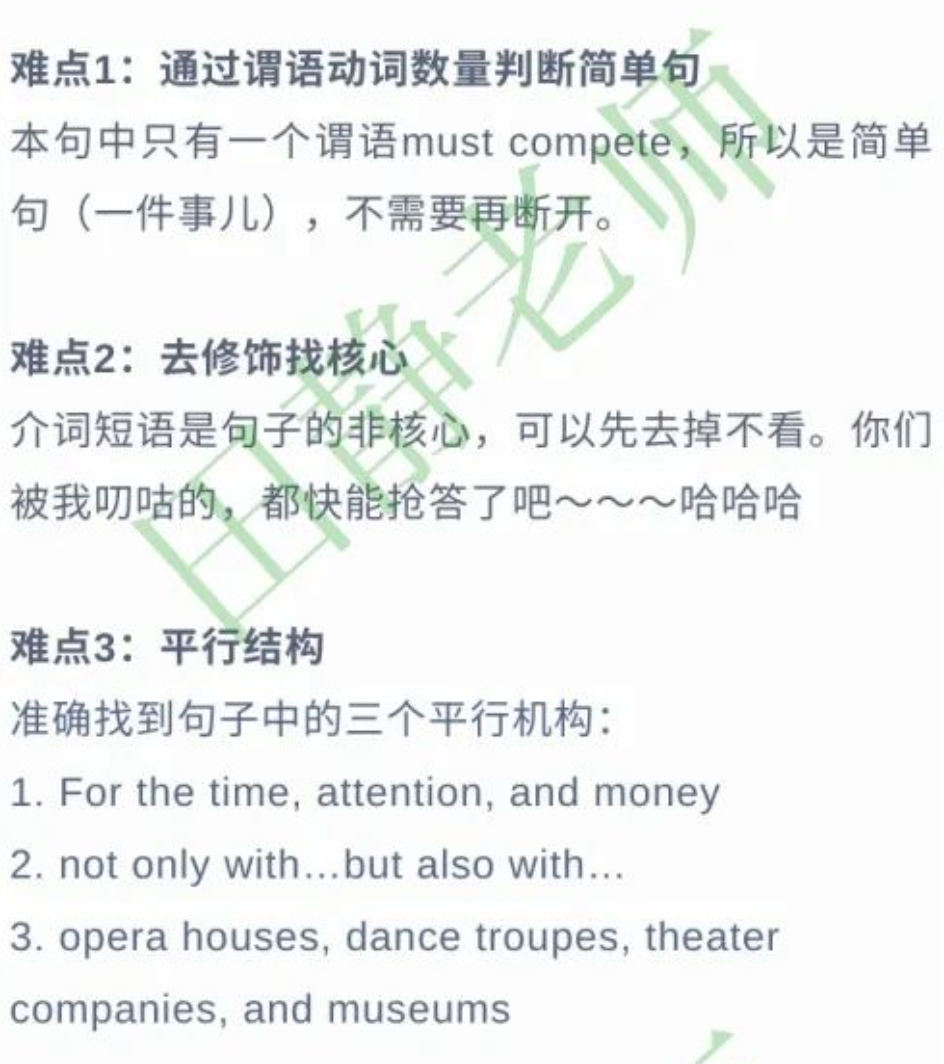 难点1：通过谓语动词数量判断简单句
本句中只有一个谓语must compete，所以是简单
句（一件事儿），不需要再断开。
难点2：去修饰找核心
介词短语是句子的非核心，可以先去掉不看。你们
被我叨咕的，都快能抢答了吧～～～哈哈哈
难点3：平行结构
准确找到句子中的三个平行机构：
1. For the time, attention, and money
2. not only with…but also with…
3. opera houses, dance troupes, theater
companies, and museums
田静老师